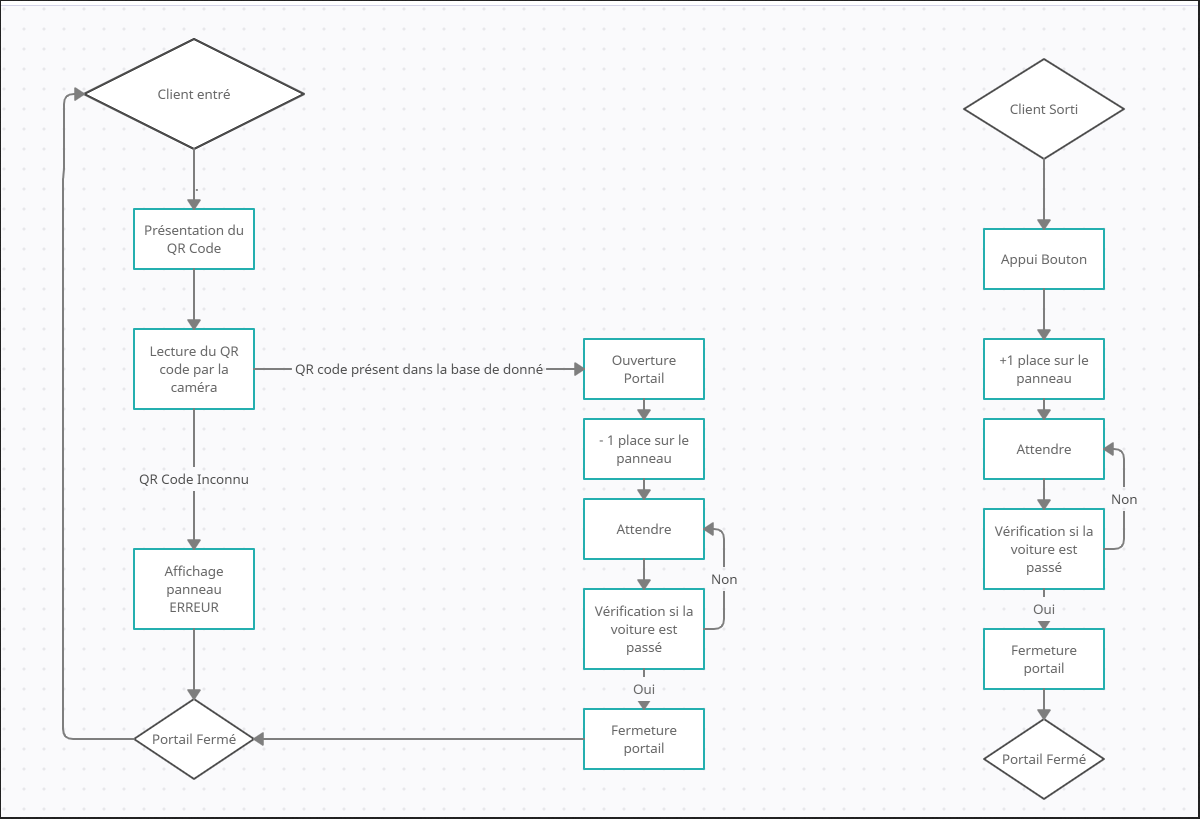 Client entré
Présentation du
QR Code
Lecture du QR
code par la
caméra
QR code présent dans la base de donné
QR Code Inconnu
Affichage
panneau
ERREUR
Portail Fermé
Ouverture
Portail
- 1 place sur le
panneau
Attendre
Non
Vérification si la
voiture est
passé
Oui
Fermeture
portail
Client Sorti
Appui Bouton
+1 place sur le
panneau
Attendre
Non
Vérification si la
voiture est
passé
Oui
Fermeture
portail
Portail Fermé